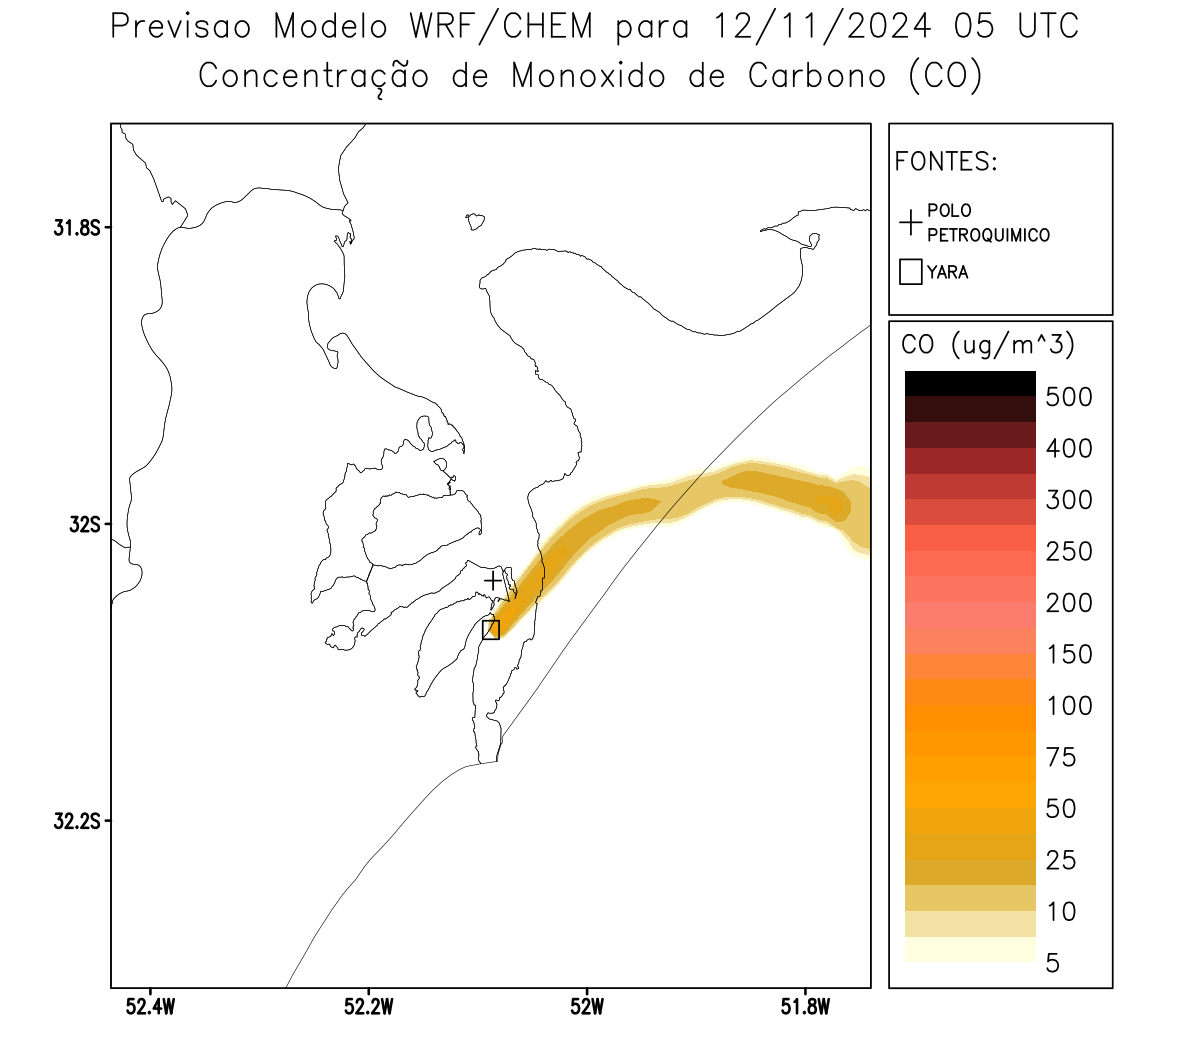 Previsao Modelo WRF/CHEM para 12/11/2024 05 UTC
Concentração de Monoxido de Carbono (CO)
FONTES:
POLO
PETROQUIMICO
YARA
31.8S
32S
32.2S
52.4W
52.2W
52W
51.8W
CO (ug/m^3)
500
400
300
250
200
150
100
75
50
25
10
5